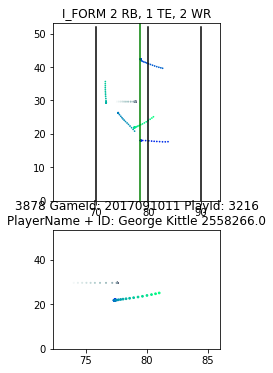 I_FORM 2 RB, 1 TE, 2 WR
50
40
30
20
10
0
70 80 90
3878 GameId: 2017091011 PlayId: 3216
PlayerName + ID: George Kittle 2558266.0
40
20
0
75 80 85